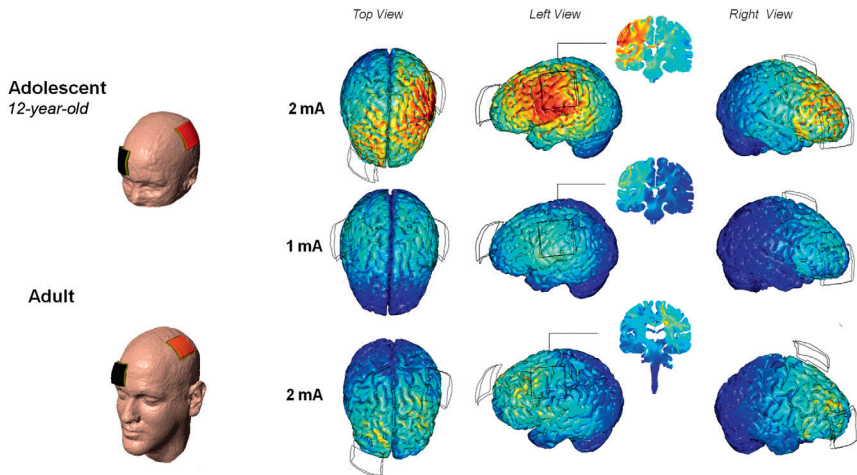 Top View
Left View
Right View
Adolescent
12-year-old
2 mA
1 mA
Adult
2 mA